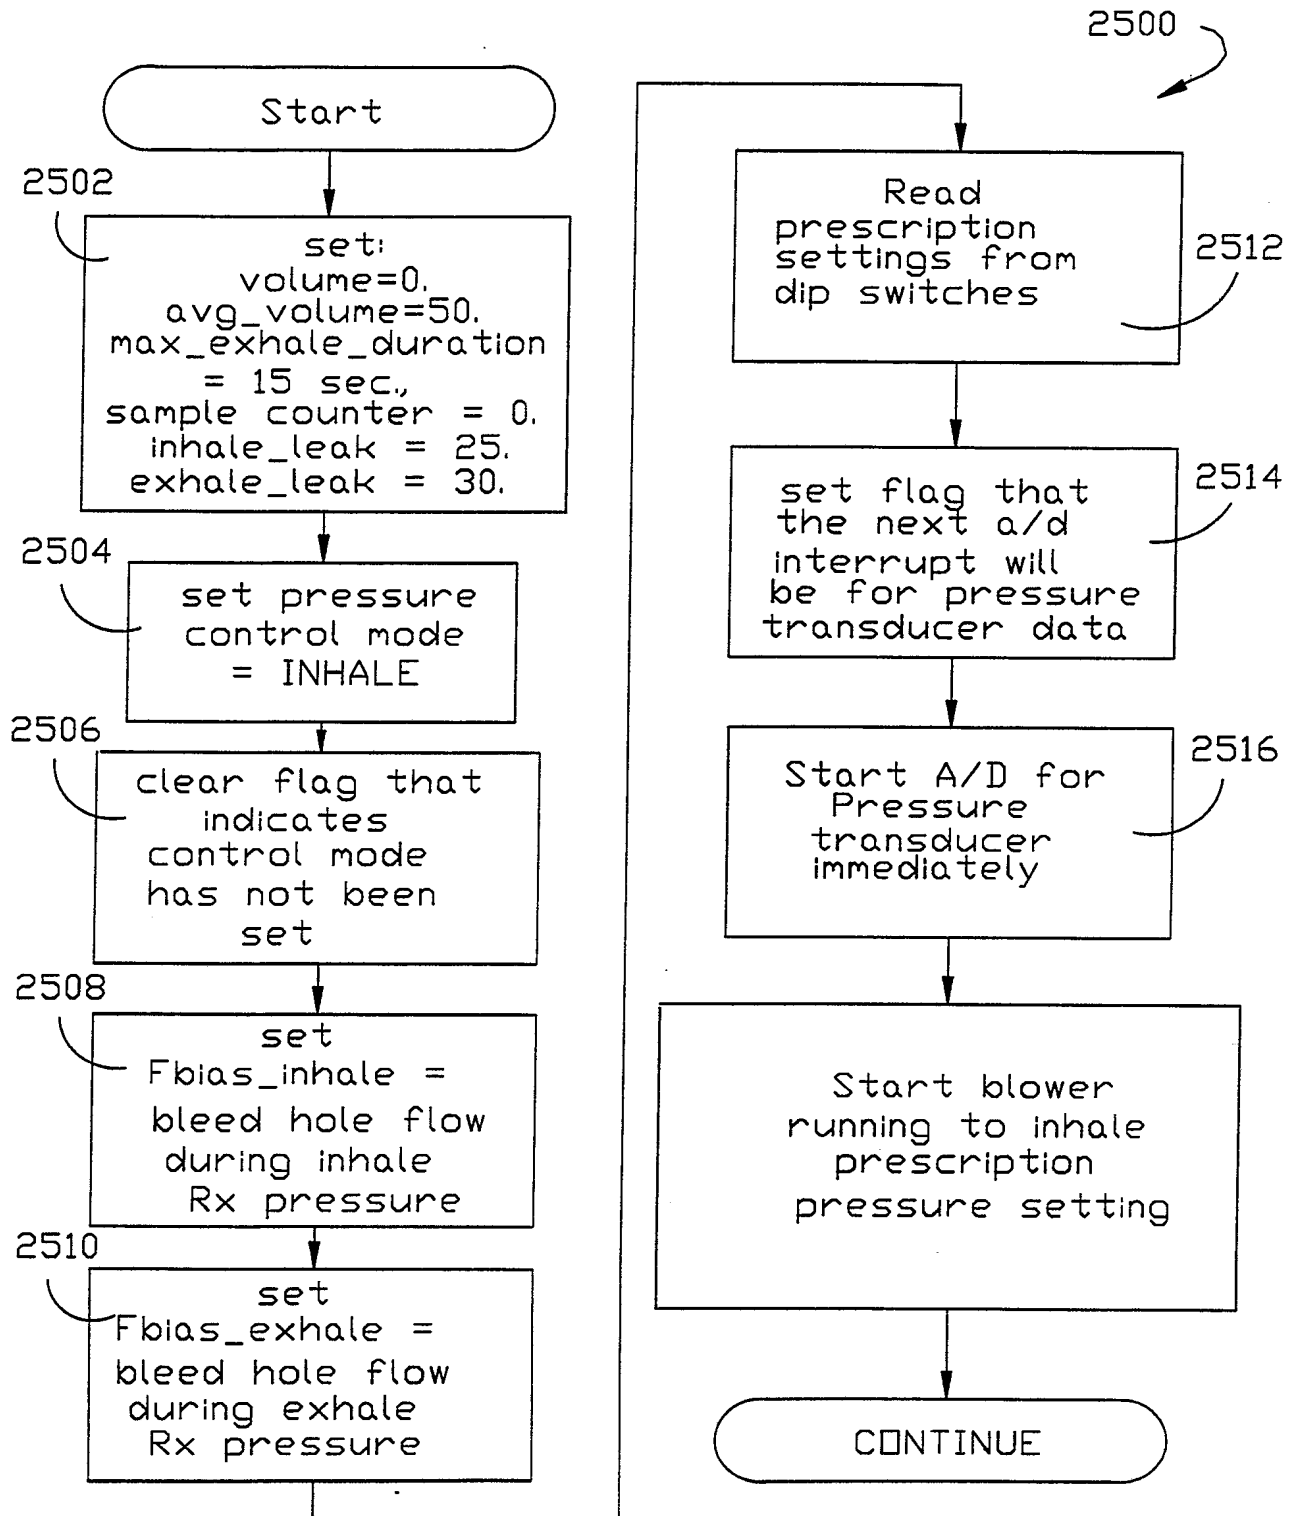 2500
Start
2502
set:
volume=0.
avg_volume=50.
max_exhale_duration
= 15 sec.,
sample counter = 0.
inhale_leak = 25.
exhale_leak = 30.
2504
set pressure
control mode
= INHALE
2506
clear flag that
indicates
control mode
has not been
set
2508
set
Fbias_inhale =
bleed hole flow
during inhale
Rx pressure
2510
set
Fbias_exhale =
bleed hole flow
during exhale
Rx pressure
Read
prescription
settings from
dip switches
2512
set flag that
the next a/d
interrupt will
be for pressure
transducer data
2514
Start A/D for
Pressure
transducer
immediately
2516
Start blower
running to inhale
prescription
pressure setting
CONTINUE